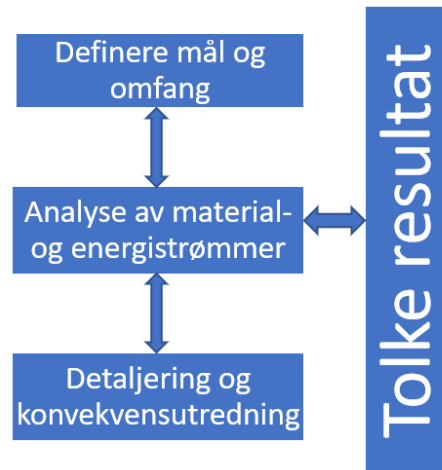 Definere mål og
omfang
Analyse av material-
og energistrømmer
Detaljering og
konvekvensutredning
Tolke resultat